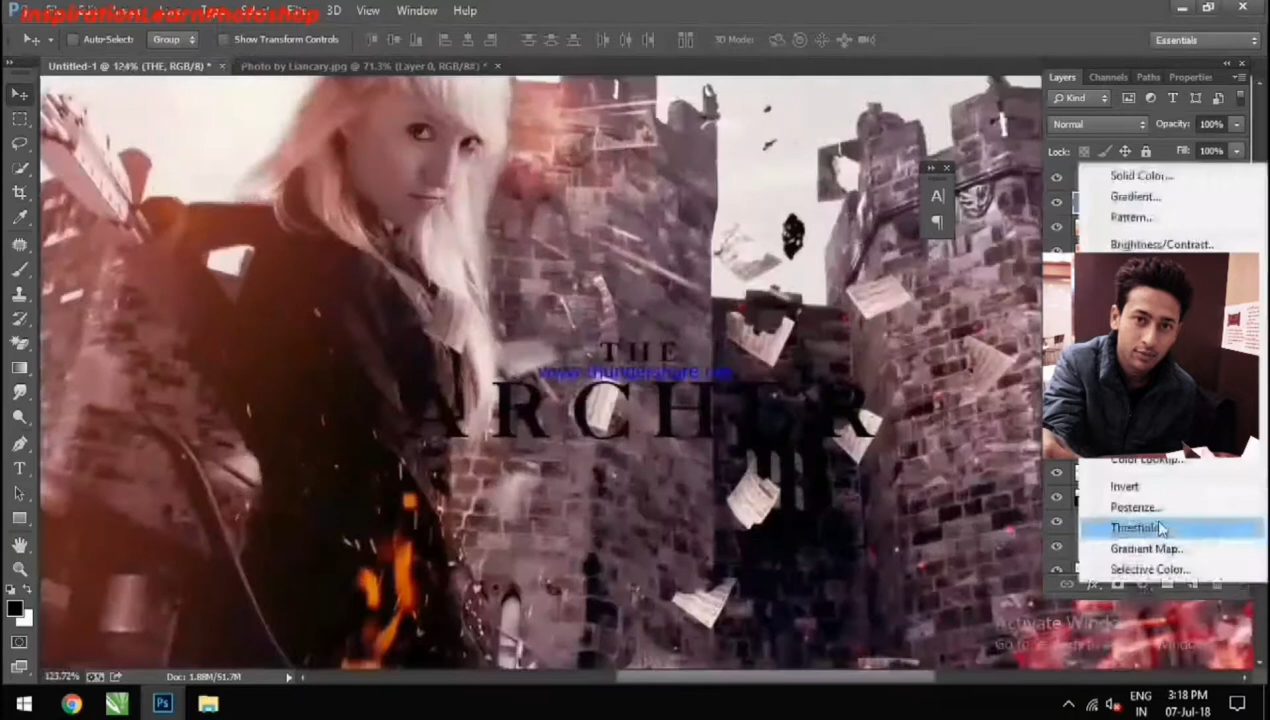 InspirationLearnPhotoshop
3D View Window Help
Auto-Select: Group Show Transform Controls 3D Mode: Essentials
Untitled-1 @ 124% (THE, RGB/8) * × Photo by Liancary.jpg @ 71.3% (Layer 0, RGB/8#) * ×
Layers Channels Paths Properties
Kind
Normal Opacity: 100%
Lock: Fill: 100%
Solid Color...
Gradient...
Pattern...
Brightness/Contrast...
THE
ARCHER
Color Lookup...
Invert
Posterize...
Threshold
Gradient Map...
Selective Color...
Activate Windo
123.72% Doc: 1.88M/51.7M
ENG 3:18 PM
IN 07-Jul-18